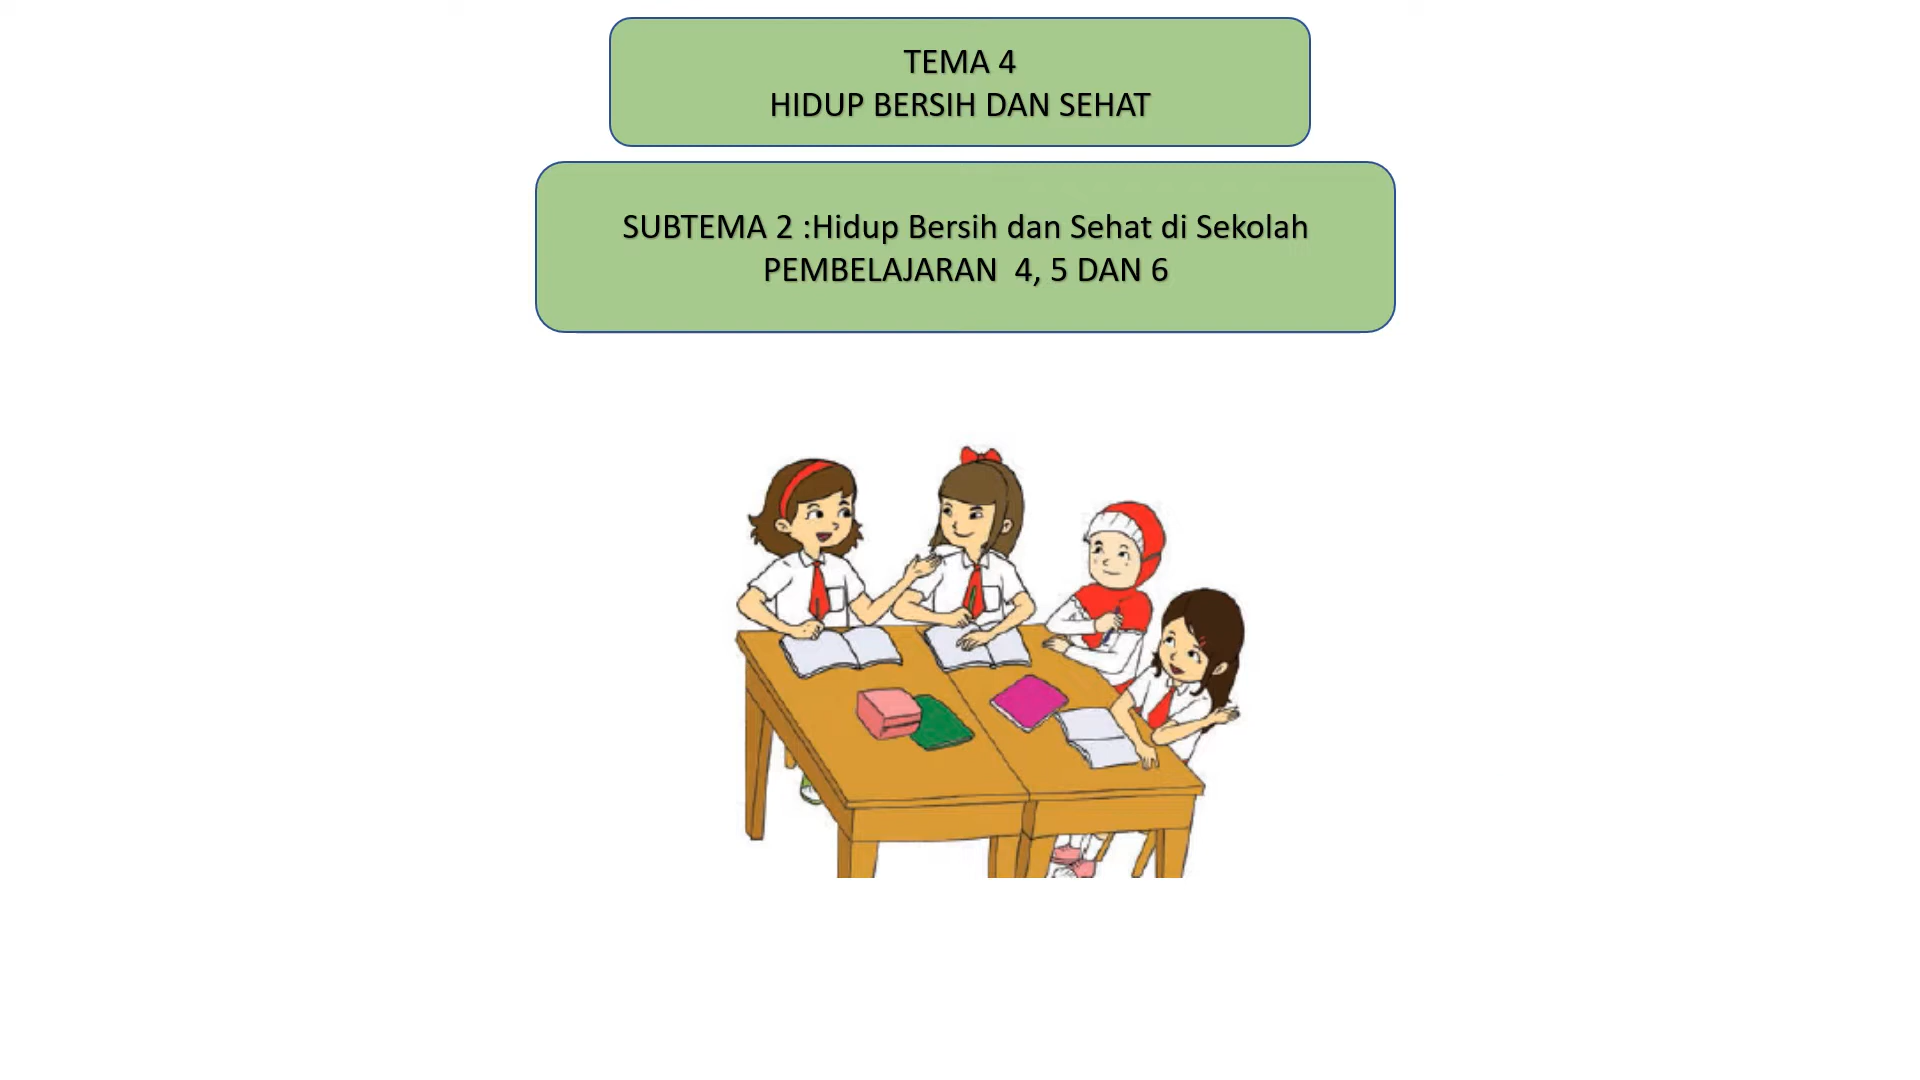 TEMA 4
HIDUP BERSIH DAN SEHAT
SUBTEMA 2 :Hidup Bersih dan Sehat di Sekolah
PEMBELAJARAN  4, 5 DAN 6